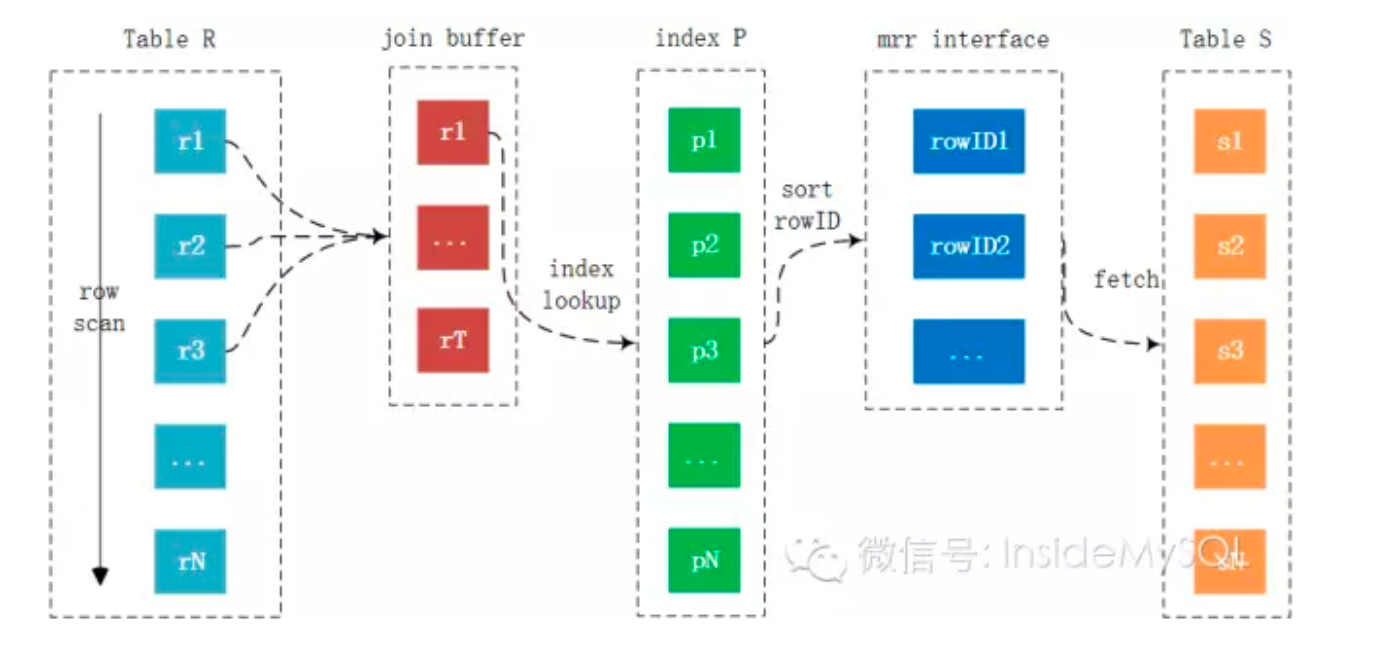 Table R
join buffer
index P
mrr interface
Table S
r1
r2
r3
...
rN
row
scan
r1
...
rT
index
lookup
p1
p2
p3
...
pN
sort
rowID
rowID1
rowID2
...
fetch
s1
s2
s3
...
sN
微信号: InsideMySQL